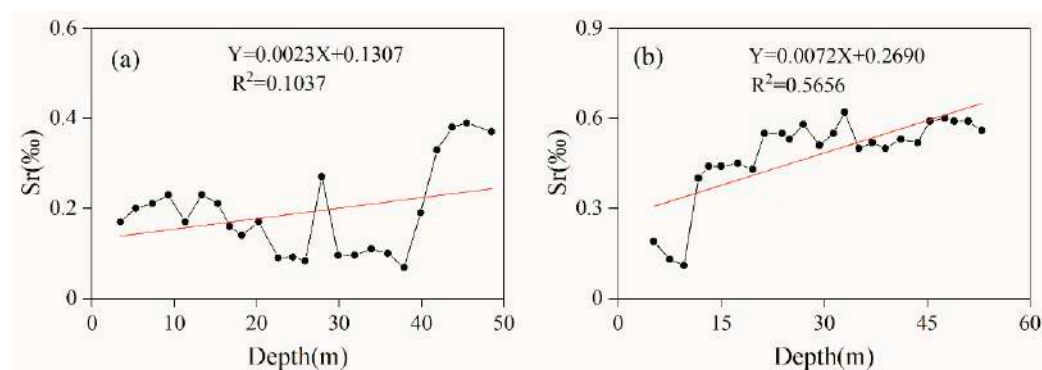 (a)
Y=0.0023X+0.1307
R²=0.1037
Sr(‰)
0.6
0.4
0.2
0
0 10 20 30 40 50
Depth(m)
(b)
Y=0.0072X+0.2690
R²=0.5656
Sr(‰)
0.9
0.6
0.3
0
0 15 30 45 60
Depth(m)